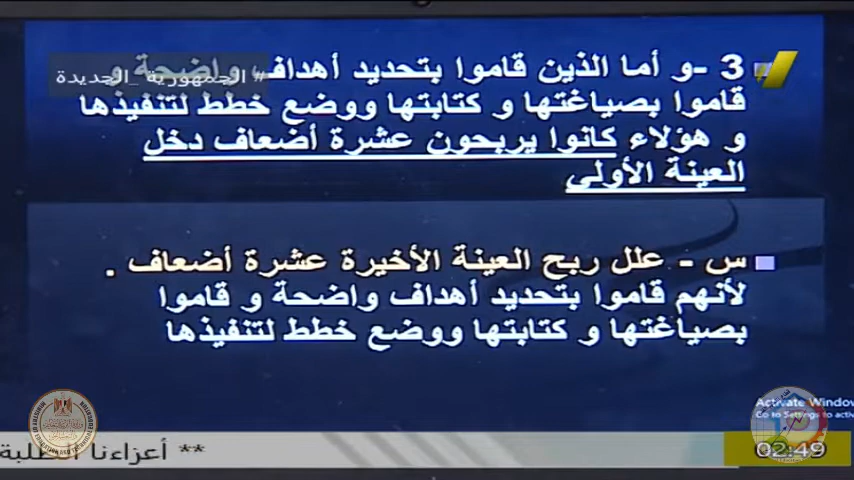 3 -و أما الذين قاموا بتحديد أهداف واضحة و
#الجمهورية_الجديدة
قاموا بصياغتها و كتابتها ووضع خطط لتنفيذها
و هؤلاء كانوا يربحون عشرة أضعاف دخل
العينة الأولى
س - علل ربح العينة الأخيرة عشرة أضعاف .
لأنهم قاموا بتحديد أهداف واضحة و قاموا
بصياغتها و كتابتها ووضع خطط لتنفيذها
Activate Window
Go to Settings to activ
** أعزاءنا الطلبة
02:49